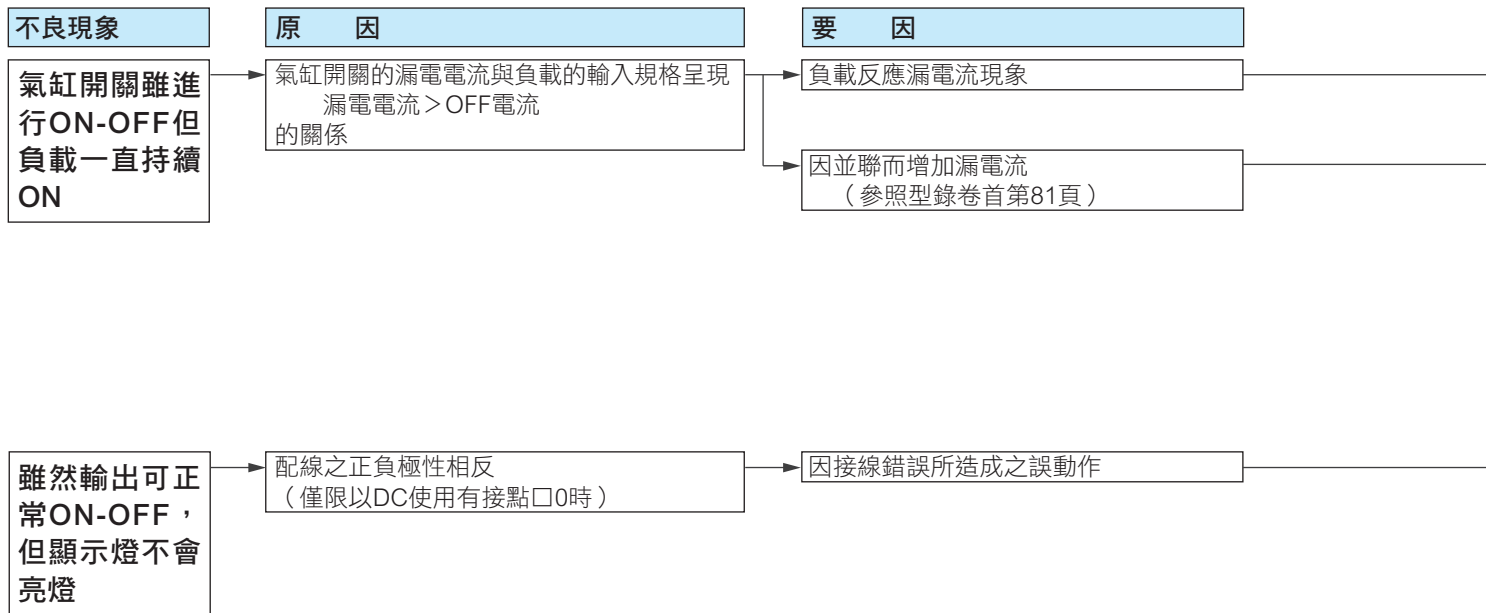 不良現象
原　因
要　因
氣缸開關雖進
行ON-OFF但
負載一直持續
ON
氣缸開關的漏電電流與負載的輸入規格呈現
漏電電流＞OFF電流
的關係
負載反應漏電流現象
因並聯而增加漏電流
（參照型錄卷首第81頁）
雖然輸出可正
常ON-OFF，
但顯示燈不會
亮燈
配線之正負極性相反
（僅限以DC使用有接點口0時）
因接線錯誤所造成之誤動作